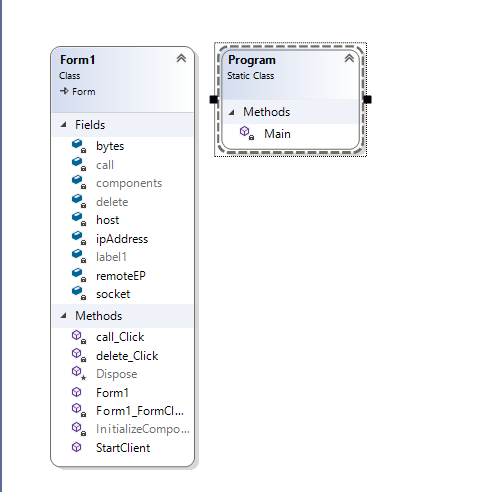 Form1
Class
Form
Fields
bytes
call
components
delete
host
ipAddress
label1
remoteEP
socket
Methods
call_Click
delete_Click
Dispose
Form1
Form1_FormCl...
InitializeCompo...
StartClient
Program
Static Class
Methods
Main